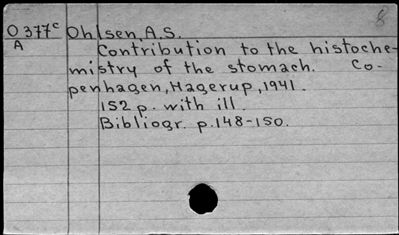 8
O 377c Ohlsen, A.S.
A Contribution to the histoche-
mistry of the stomach. Co-
penhagen, Hagerup, 1941.
152 p. with ill.
Bibliogr. p. 148-150.